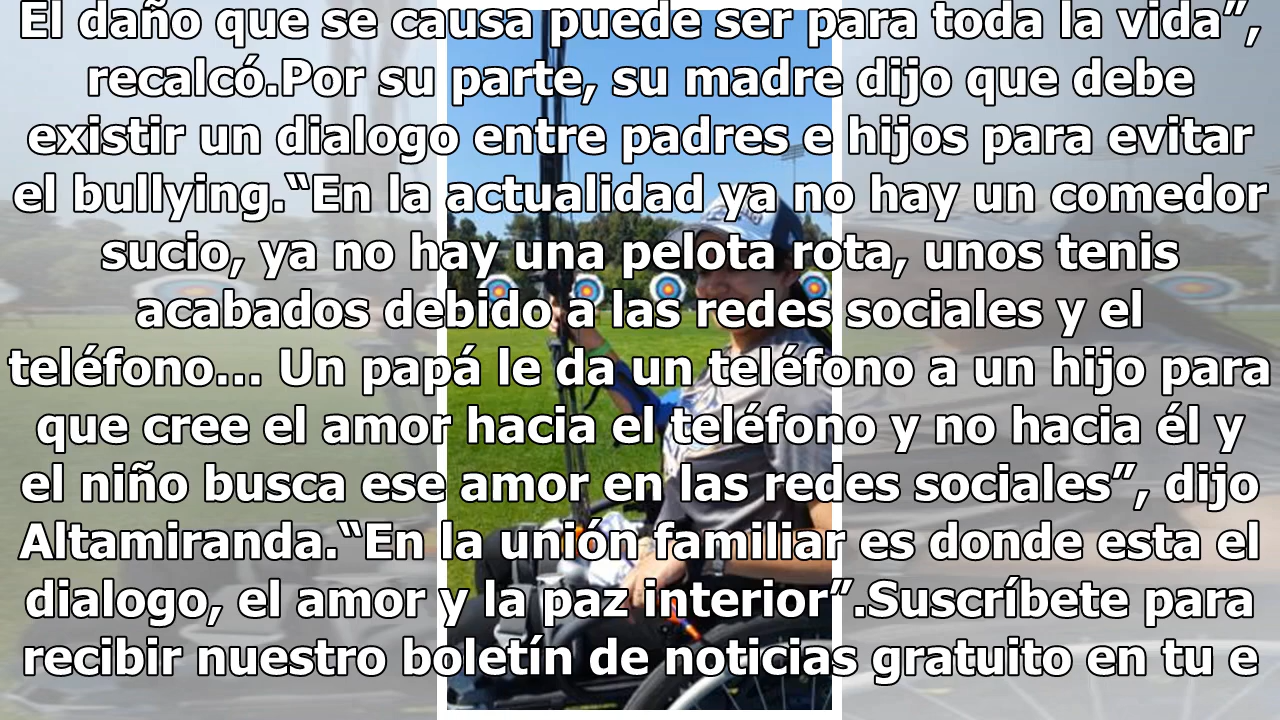 El daño que se causa puede ser para toda la vida”,
recalcó.Por su parte, su madre dijo que debe
existir un dialogo entre padres e hijos para evitar
el bullying.“En la actualidad ya no hay un comedor
sucio, ya no hay una pelota rota, unos tenis
acabados debido a las redes sociales y el
teléfono... Un papá le da un teléfono a un hijo para
que cree el amor hacia el teléfono y no hacia él y
el niño busca ese amor en las redes sociales”, dijo
Altamiranda.“En la unión familiar es donde esta el
dialogo, el amor y la paz interior”.Suscríbete para
recibir nuestro boletín de noticias gratuito en tu e